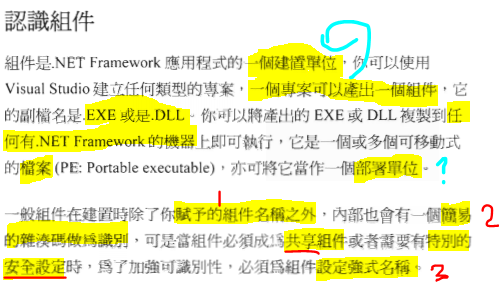 認識組件
組件是.NET Framework 應用程式的一個建置單位，你可以使用
Visual Studio 建立任何類型的專案，一個專案可以產出一個組件，它
的副檔名是.EXE 或是.DLL。你可以將產出的 EXE 或 DLL 複製到任
何有.NET Framework 的機器上即可執行，它是一個或多個可移動式
的檔案 (PE: Portable executable)，亦可將它當作一個部署單位。
?
1
一般組件在建置時除了你賦予的組件名稱之外，內部也會有一個簡易
2
的雜湊碼做為識別，可是當組件必須成為共享組件或者需要有特別的
安全設定時，為了加強可識別性，必須為組件設定強式名稱。
3